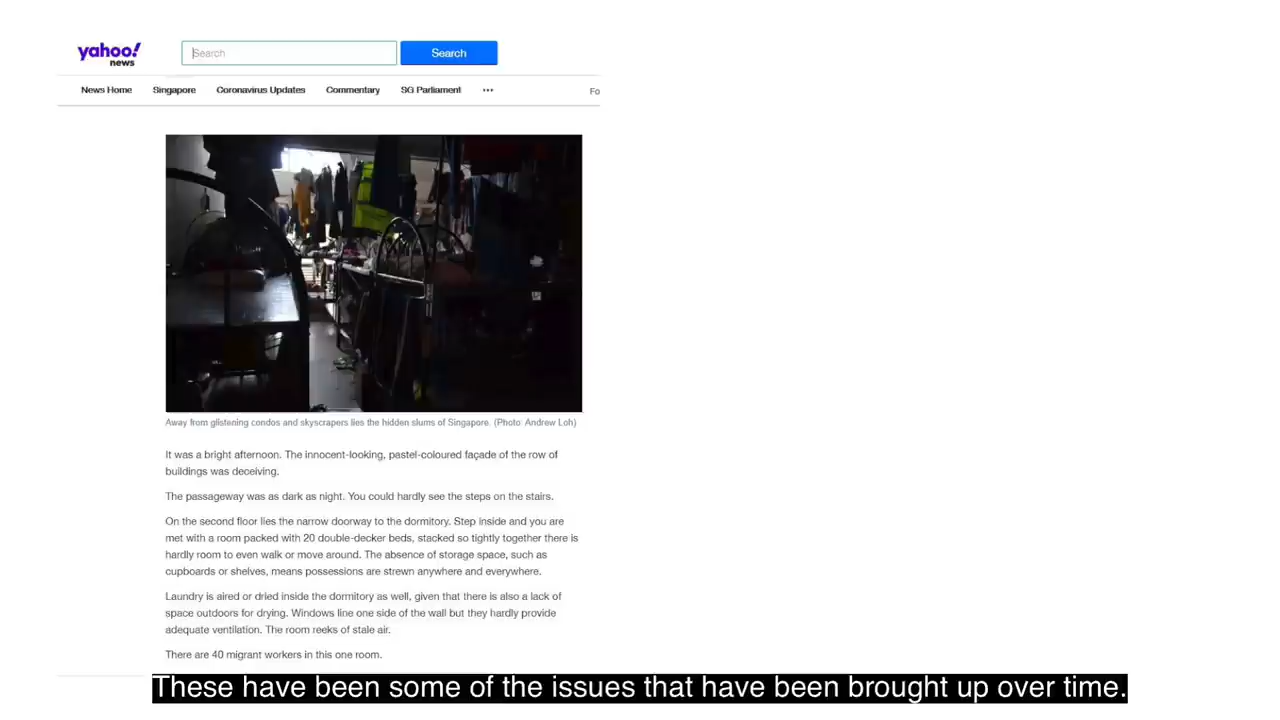 yahoo!
news
Search
Search
News Home
Singapore
Coronavirus Updates
Commentary
SG Parliament
...
Fo
Away from glistening condos and skyscrapers lies the hidden slums of Singapore. (Photo: Andrew Loh)
It was a bright afternoon. The innocent-looking, pastel-coloured façade of the row of
buildings was deceiving.
The passageway was as dark as night. You could hardly see the steps on the stairs.
On the second floor lies the narrow doorway to the dormitory. Step inside and you are
met with a room packed with 20 double-decker beds, stacked so tightly together there is
hardly room to even walk or move around. The absence of storage space, such as
cupboards or shelves, means possessions are strewn anywhere and everywhere.
Laundry is aired or dried inside the dormitory as well, given that there is also a lack of
space outdoors for drying. Windows line one side of the wall but they hardly provide
adequate ventilation. The room reeks of stale air.
There are 40 migrant workers in this one room.
These have been some of the issues that have been brought up over time.